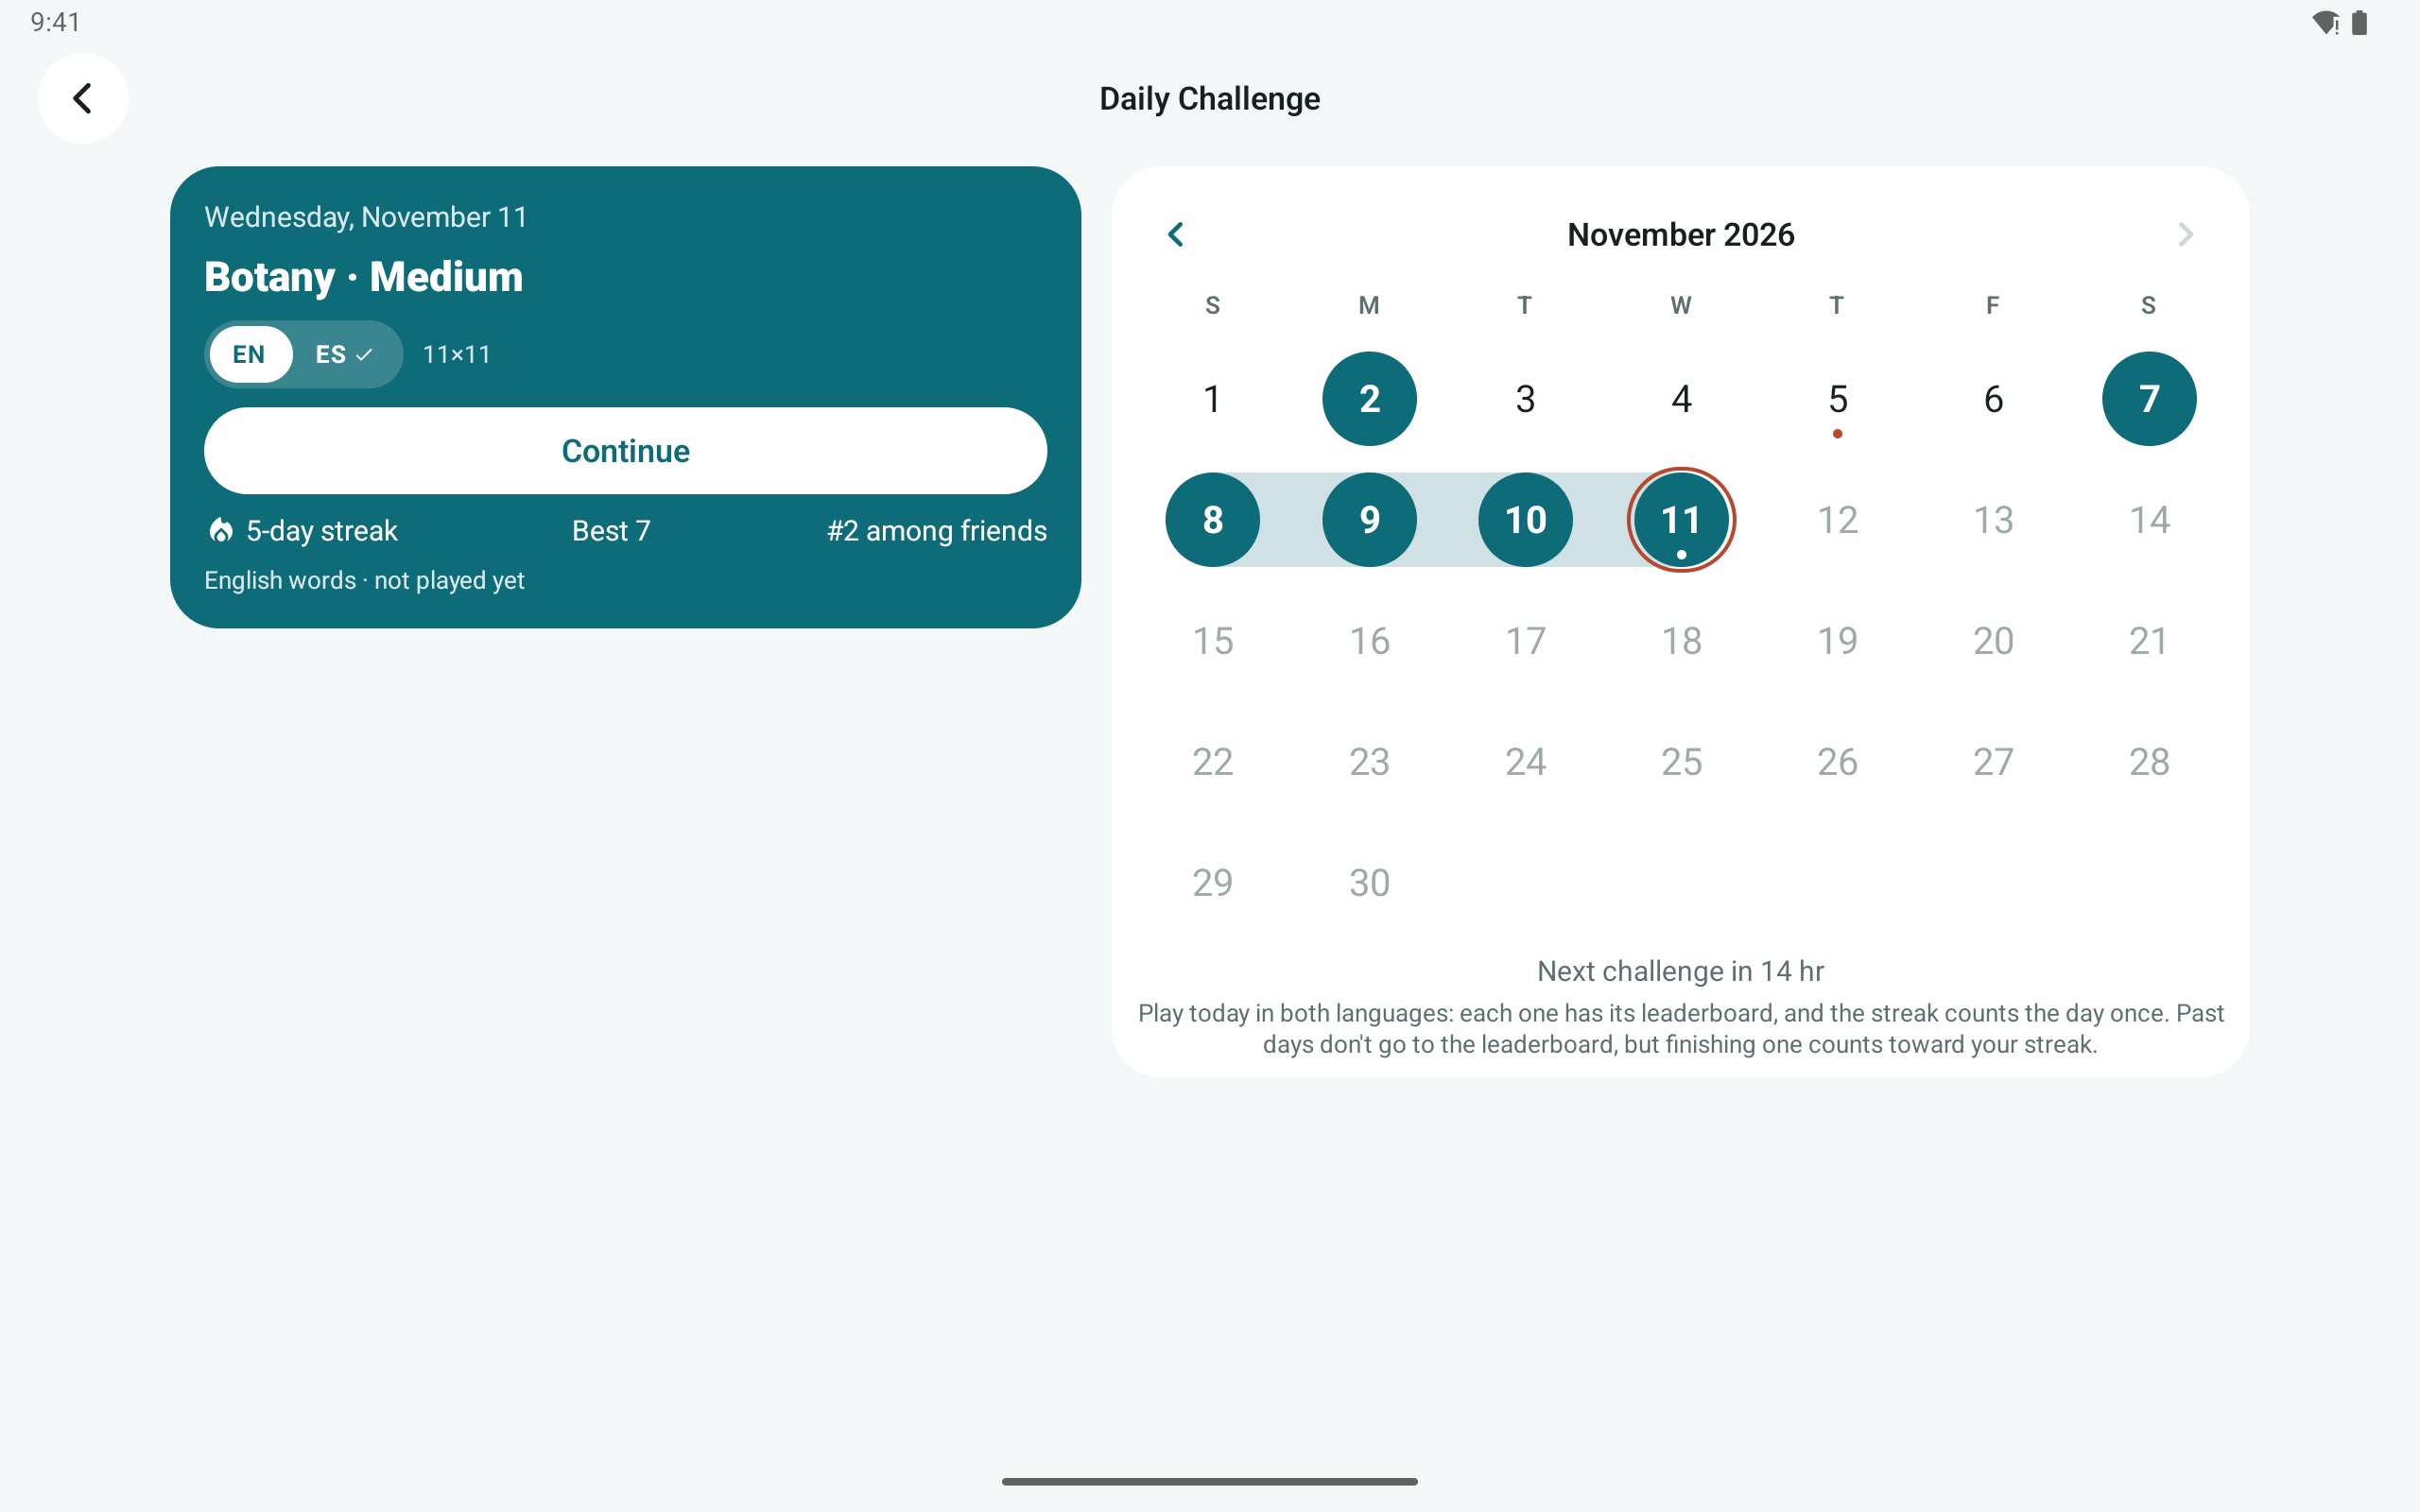 9:41
Daily Challenge
Wednesday, November 11
Botany · Medium
EN ES 11×11
Continue
5-day streak Best 7 #2 among friends
English words · not played yet
November 2026
S M T W T F S
1 2 3 4 5 6 7
8 9 10 11 12 13 14
15 16 17 18 19 20 21
22 23 24 25 26 27 28
29 30
Next challenge in 14 hr
Play today in both languages: each one has its leaderboard, and the streak counts the day once. Past
days don't go to the leaderboard, but finishing one counts toward your streak.